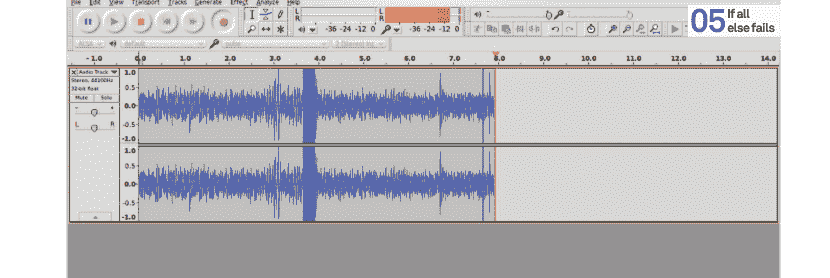 File Edit View Transport Tracks Generate Effect Analyze Help
05 If all
else fails
L
R
-36 -24 -12 0
L
R
-36 -24 -12 0
ALSA default pulse
- 1.0 0.0 1.0 2.0 3.0 4.0 5.0 6.0 7.0 8.0 9.0 10.0 11.0 12.0 13.0 14.0
Audio Track
Stereo, 44100Hz
32-bit float
Mute Solo
- +
L R
1.0
0.5
0.0
-0.5
-1.0
1.0
0.5
0.0
-0.5
-1.0